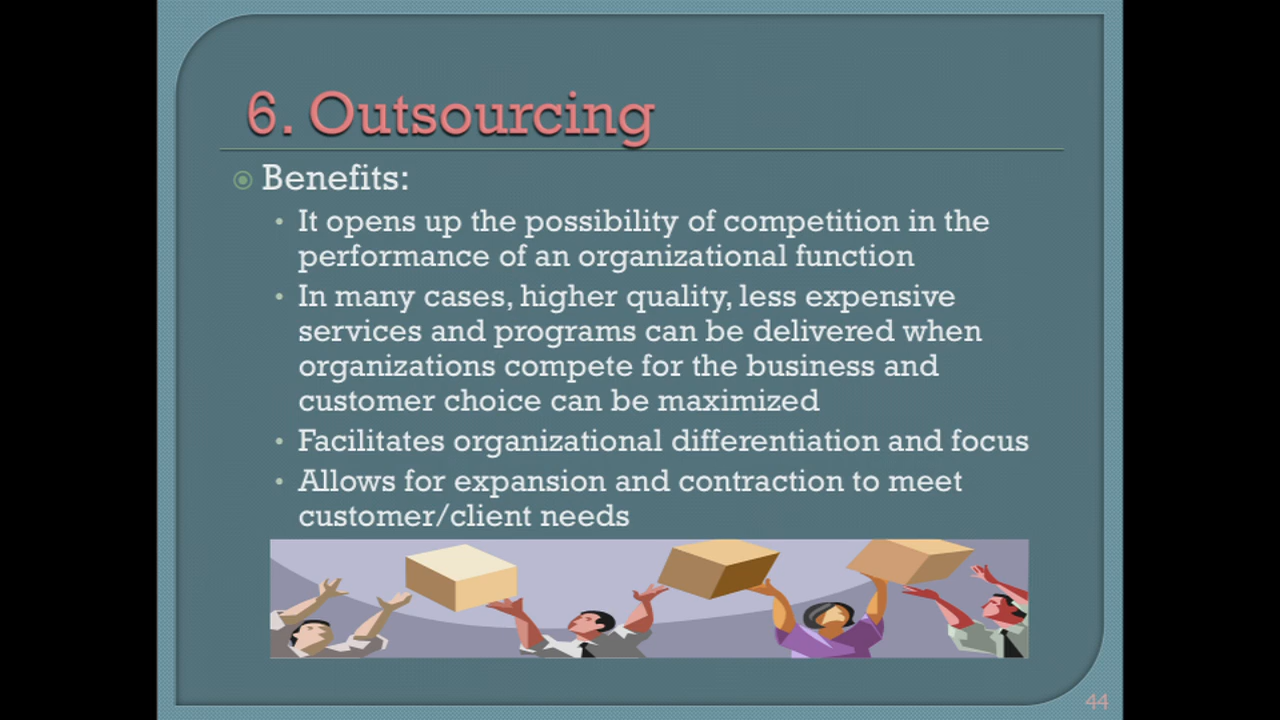 6. Outsourcing
Benefits:
• It opens up the possibility of competition in the
performance of an organizational function
• In many cases, higher quality, less expensive
services and programs can be delivered when
organizations compete for the business and
customer choice can be maximized
• Facilitates organizational differentiation and focus
• Allows for expansion and contraction to meet
customer/client needs
44